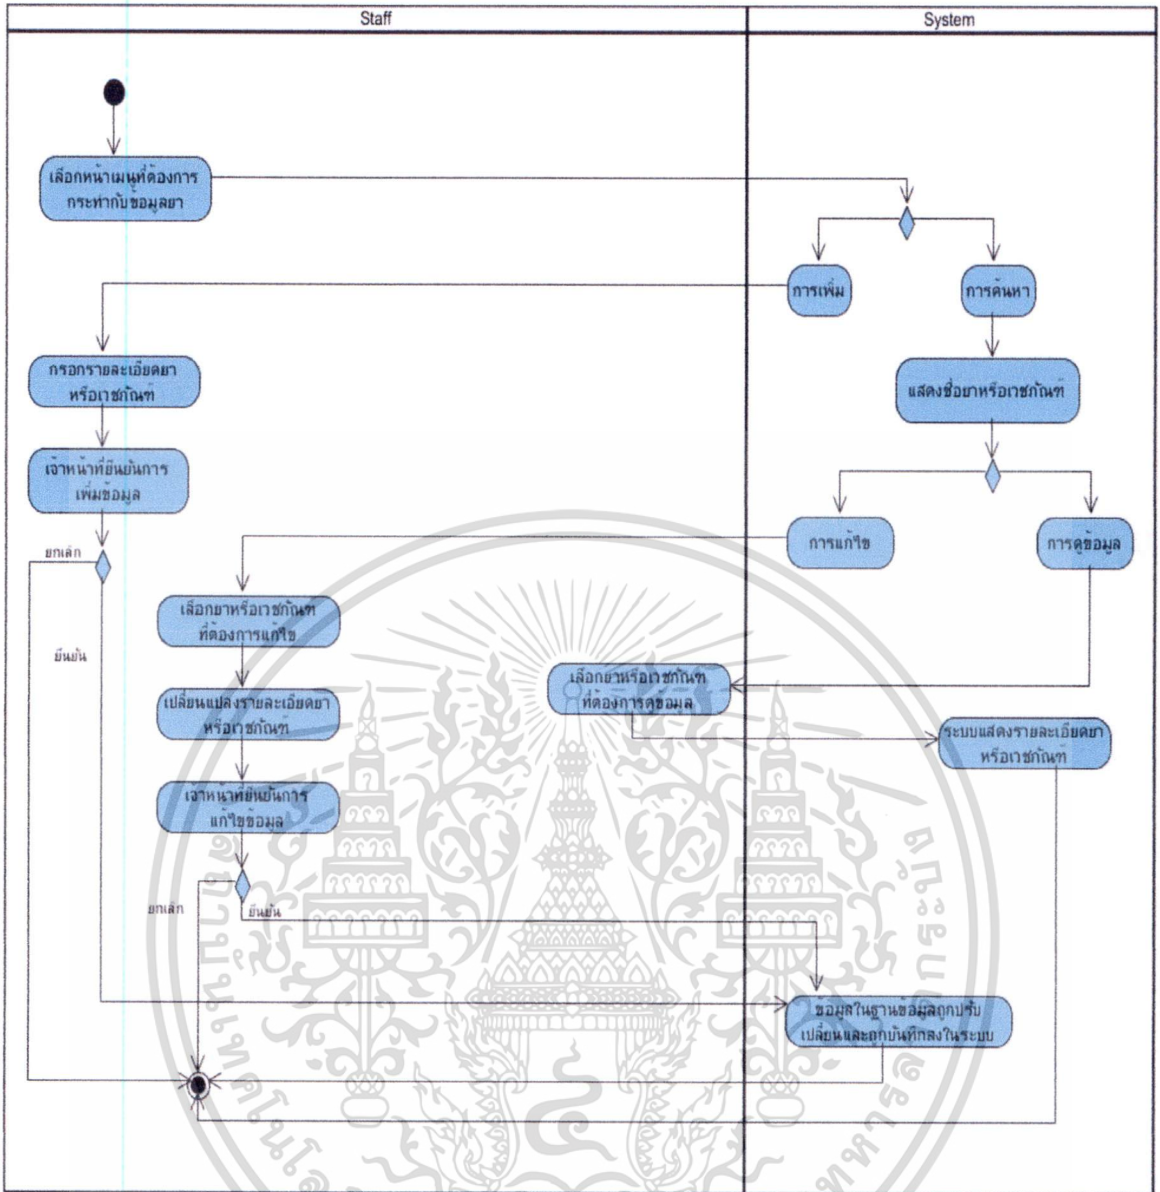 Staff
System
เลือกหน้าเมนูที่ต้องการ
กระทำกับข้อมูลยา
การเพิ่ม
การค้นหา
กรอกรายละเอียดยา
หรือเวชภัณฑ์
แสดงชื่อยาหรือเวชภัณฑ์
เจ้าหน้าที่ยืนยันการ
เพิ่มข้อมูล
ยกเลิก
ยืนยัน
การแก้ไข
การดูข้อมูล
เลือกยาหรือเวชภัณฑ์
ที่ต้องการแก้ไข
เลือกยาหรือเวชภัณฑ์
ที่ต้องการดูข้อมูล
เปลี่ยนแปลงรายละเอียดยา
หรือเวชภัณฑ์
ระบบแสดงรายละเอียดยา
หรือเวชภัณฑ์
เจ้าหน้าที่ยืนยันการ
แก้ไขข้อมูล
ยกเลิก
ยืนยัน
ข้อมูลในฐานข้อมูลถูกปรับ
เปลี่ยนและถูกบันทึกลงในระบบ